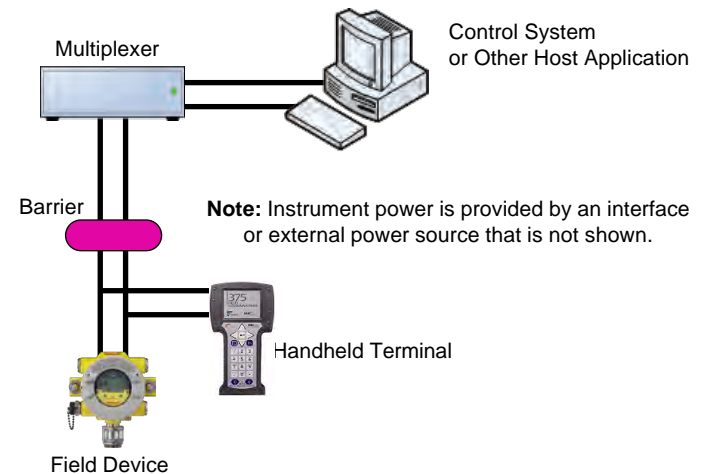 Control System
or Other Host Application
Multiplexer
Barrier
Note: Instrument power is provided by an interface
or external power source that is not shown.
375
Handheld Terminal
Field Device